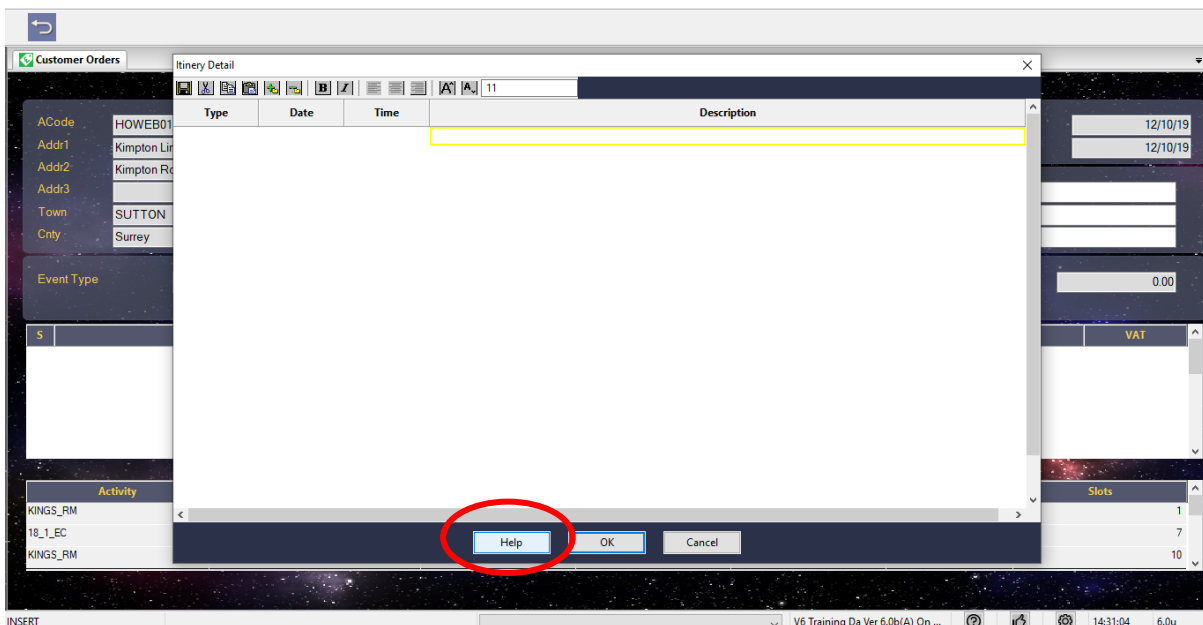 Customer Orders
Itinery Detail
B I A A 11
Type Date Time Description
ACode HOWEB01 12/10/19
Addr1 Kimpton Lin 12/10/19
Addr2 Kimpton Ro
Addr3
Town SUTTON
Cnty Surrey
Event Type 0.00
S VAT
Activity Slots
KINGS_RM 1
18_1_EC 7
KINGS_RM 10
Help OK Cancel
INSERT V6 Training Da Ver 6.0b(A) On ... 14:31:04 6.0u